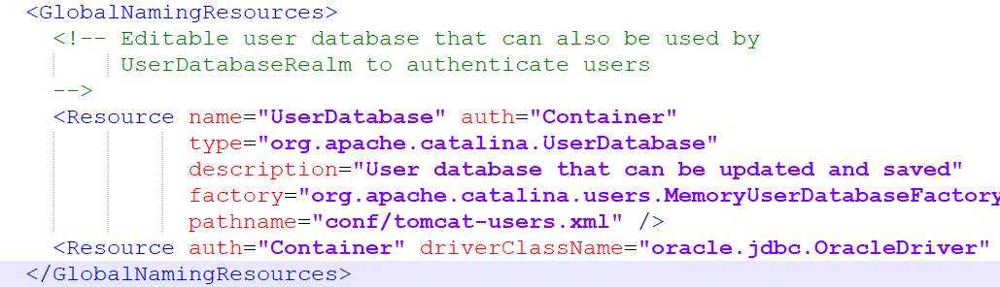 <GlobalNamingResources>
<!-- Editable user database that can also be used by
UserDatabaseRealm to authenticate users
-->
<Resource name="UserDatabase" auth="Container"
type="org.apache.catalina.UserDatabase"
description="User database that can be updated and saved"
factory="org.apache.catalina.users.MemoryUserDatabaseFactory
pathname="conf/tomcat-users.xml" />
<Resource auth="Container" driverClassName="oracle.jdbc.OracleDriver"
</GlobalNamingResources>